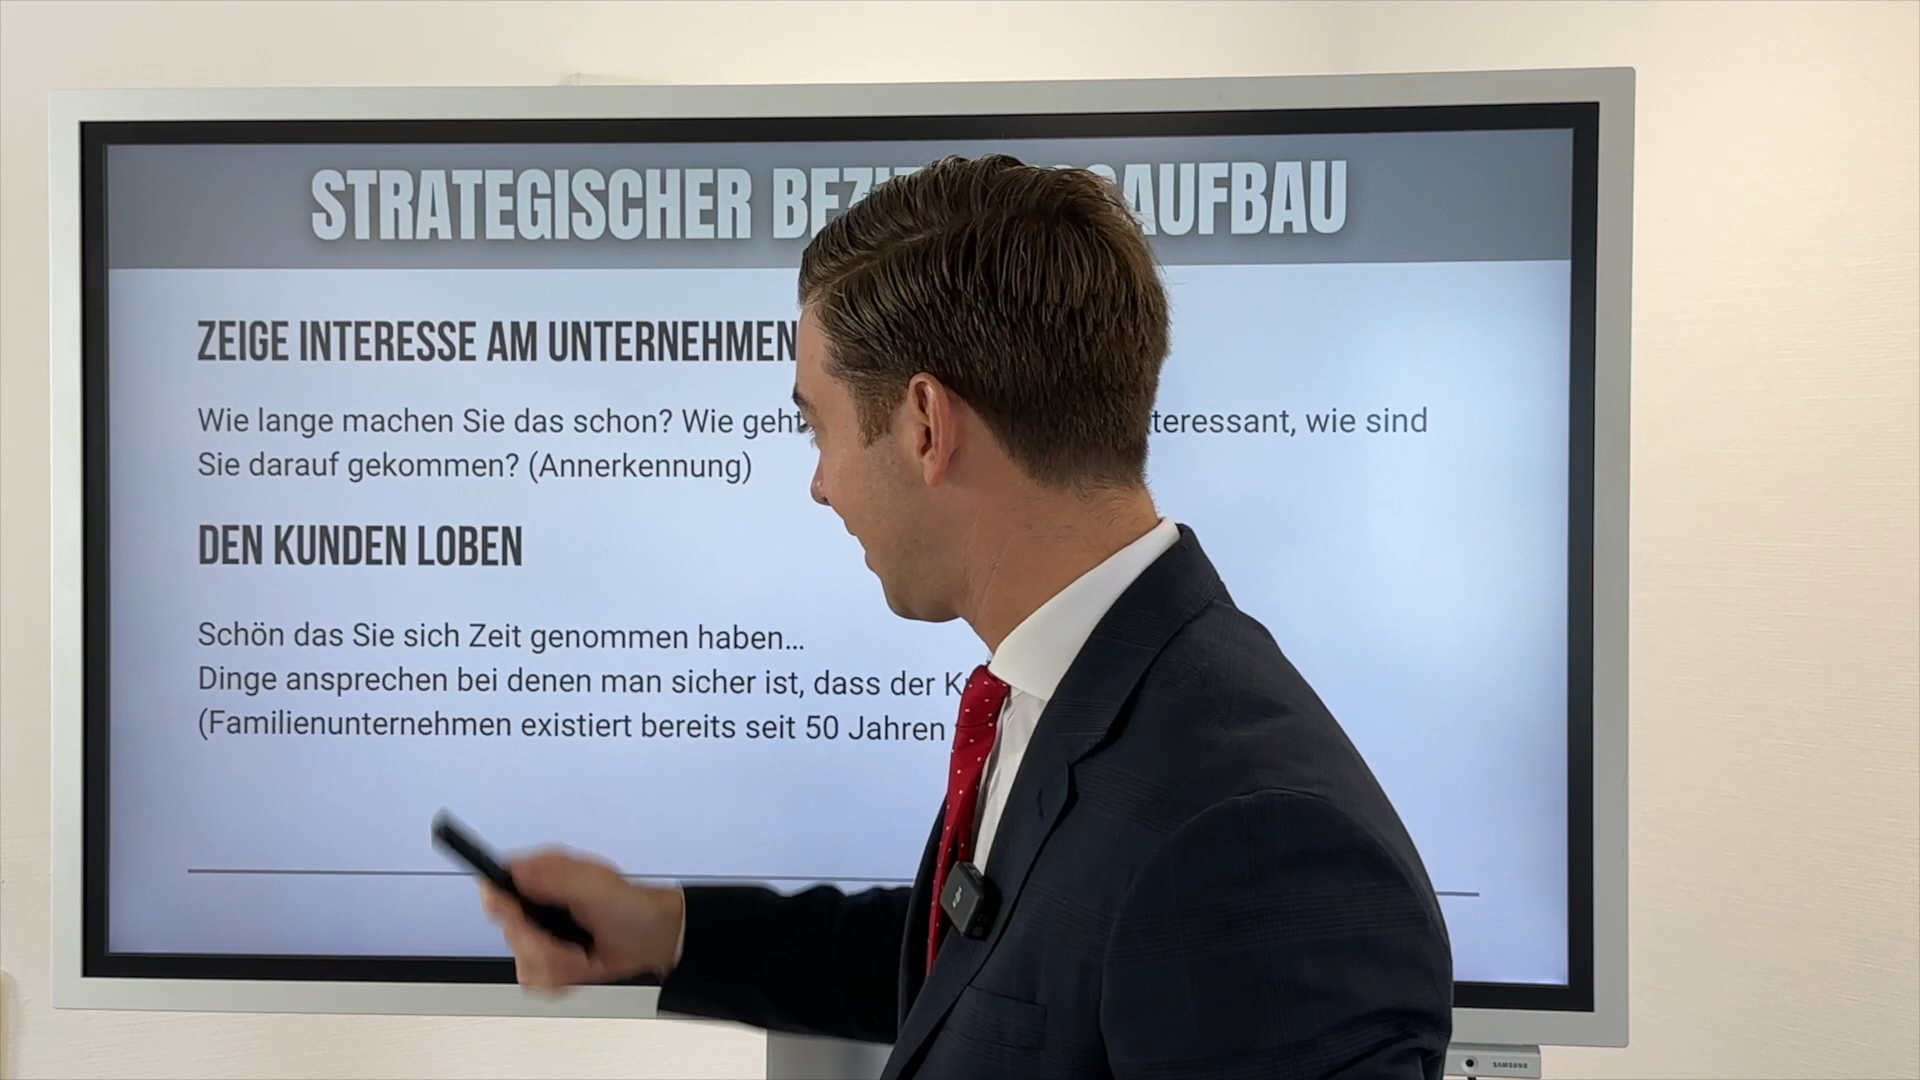 STRATEGISCHER AUFBAU
ZEIGE INTERESSE AM UNTERNEHMEN
Wie lange machen Sie das schon? Wie geht teressant, wie sind
Sie darauf gekommen? (Annerkennung)
DEN KUNDEN LOBEN
Schön das Sie sich Zeit genommen haben...
Dinge ansprechen bei denen man sicher ist, dass der
(Familienunternehmen existiert bereits seit 50 Jahren
SAMSUNG